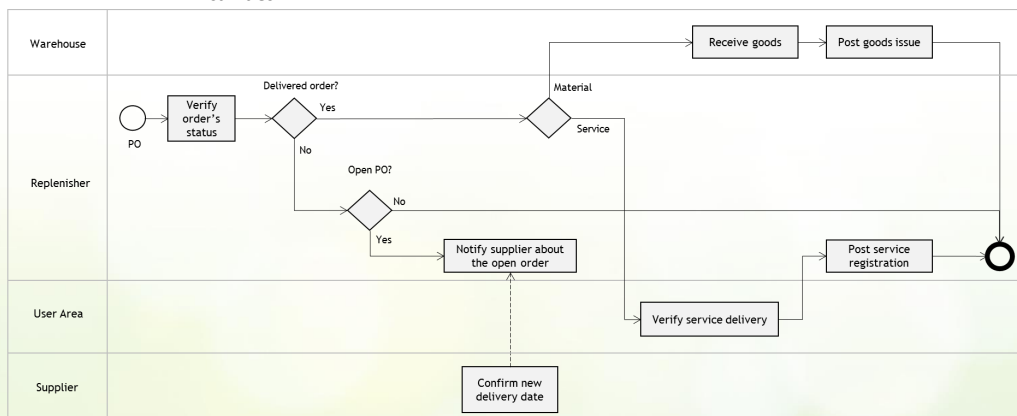 Warehouse
Receive goods
Post goods issue
Delivered order?
Material
Verify
order's
status
Yes
Service
PO
No
Open PO?
Replenisher
No
Yes
Notify supplier about
the open order
Post service
registration
User Area
Verify service delivery
Supplier
Confirm new
delivery date